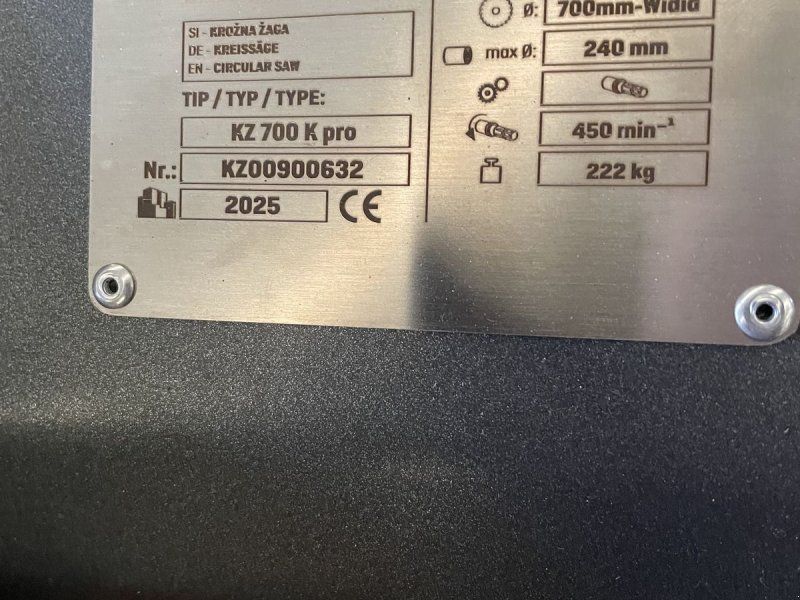 SI - KROŽNA ŽAGA
DE - KREISSÄGE
EN - CIRCULAR SAW
TIP / TYP / TYPE:
KZ 700 K pro
Nr.: KZ00900632
2025 CE
Ø: 700mm-Widia
max Ø: 240 mm
450 min⁻¹
222 kg